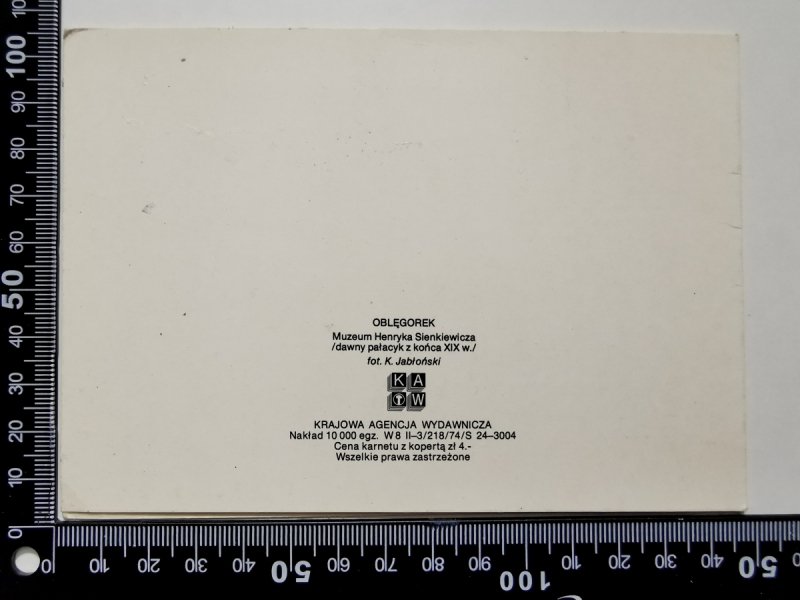 OBLĘGOREK
Muzeum Henryka Sienkiewicza
/dawny pałacyk z końca XIX w./
fot. K. Jabłoński
K A
W
KRAJOWA AGENCJA WYDAWNICZA
Nakład 10 000 egz. W 8 II–3/218/74/S 24–3004
Cena karnetu z kopertą zł 4.-
Wszelkie prawa zastrzeżone
100
90
80
70
60
50
40
30
20
10
0
0 10 20 30 40 50 60 70 80 90 100 10 20 30 40 50